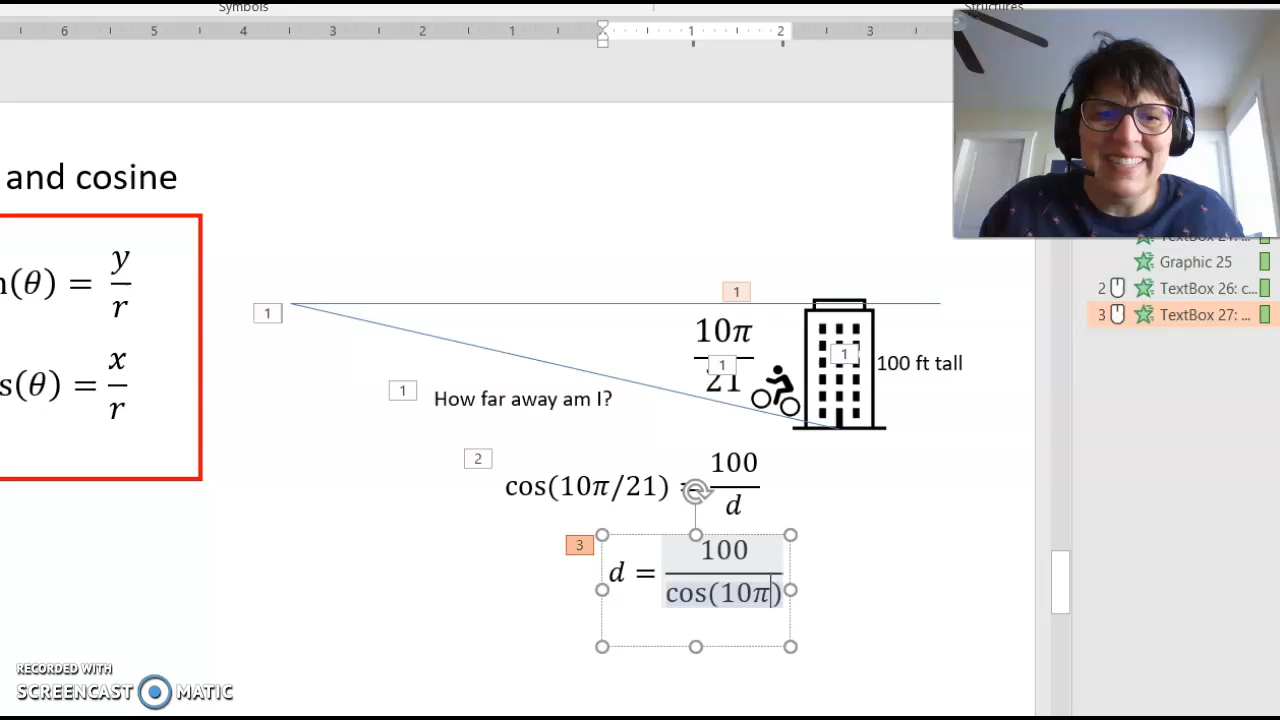 Symbols
Structures
6 5 4 3 2 1 1 2 3
and cosine
n(θ) = y/r
s(θ) = x/r
1
1
10π/21
1
1
100 ft tall
1
How far away am I?
2
cos(10π/21) = 100/d
3
d = 100/cos(10π)
Graphic 25
2 TextBox 26: c...
3 TextBox 27: ...
RECORDED WITH
SCREENCAST MATIC